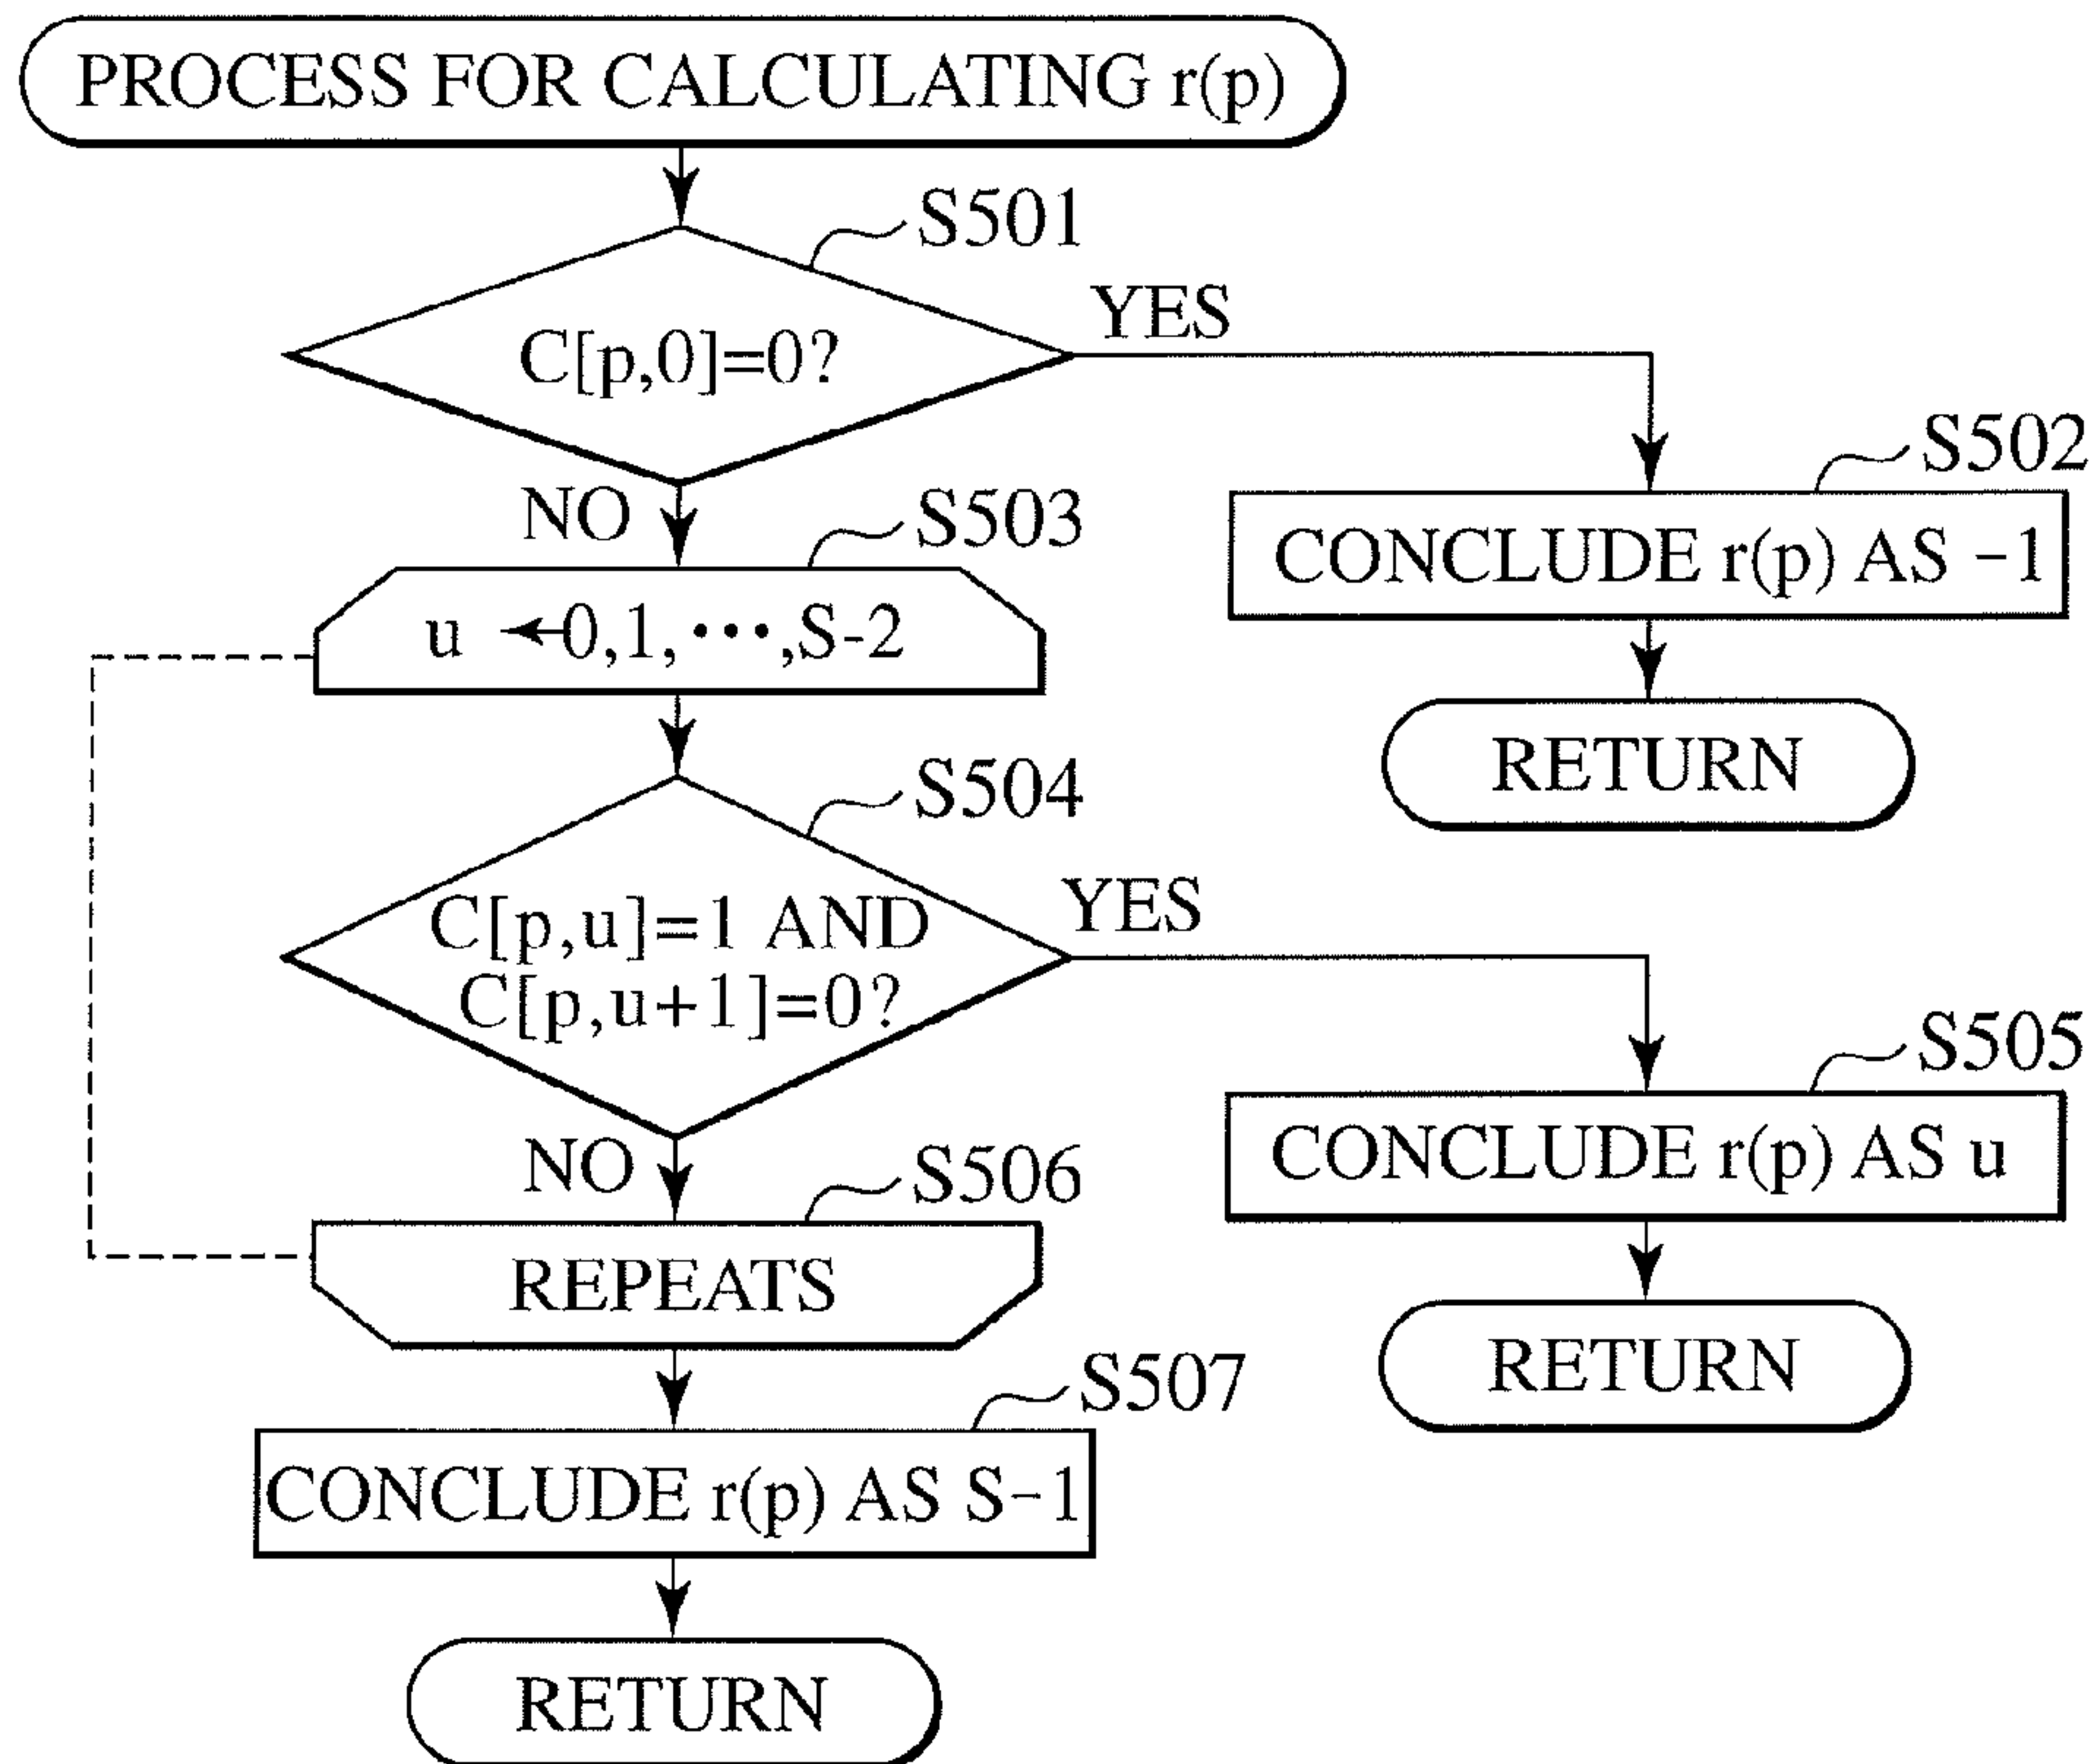 PROCESS FOR CALCULATING r(p)
S501
C[p,0]=0?
YES
S502
CONCLUDE r(p) AS −1
RETURN
NO
S503
u ←0,1, ··· ,S-2
S504
C[p,u]=1 AND
C[p,u+1]=0?
YES
S505
CONCLUDE r(p) AS u
RETURN
NO
S506
REPEATS
S507
CONCLUDE r(p) AS S−1
RETURN